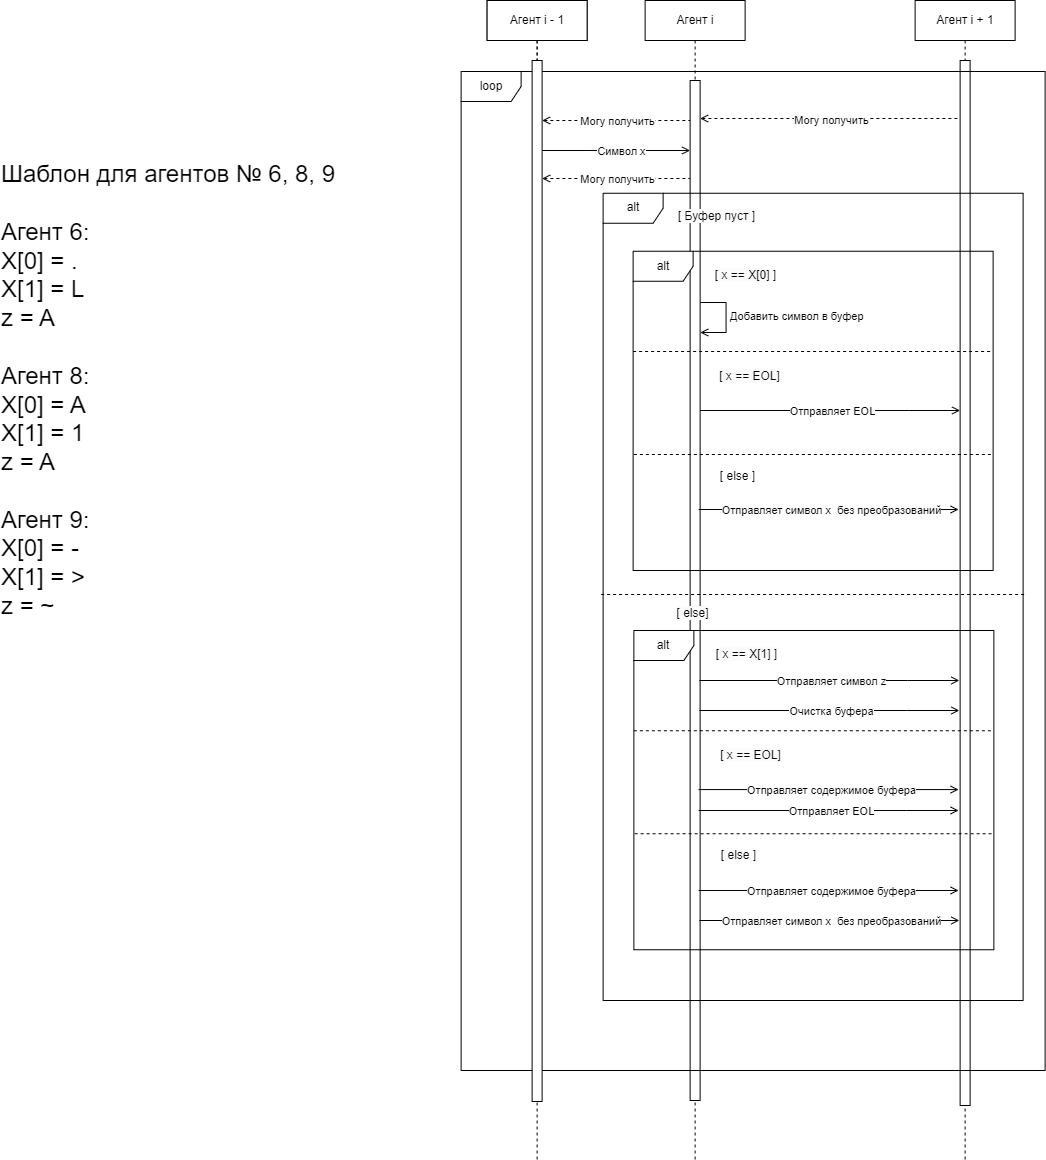 Агент i - 1
Агент i
Агент i + 1
loop
Могу получить
Могу получить
Символ x
Могу получить
Шаблон для агентов № 6, 8, 9
Агент 6:
X[0] = .
X[1] = L
z = A
Агент 8:
X[0] = A
X[1] = 1
z = A
Агент 9:
X[0] = -
X[1] = >
z = ~
alt
[ Буфер пуст ]
alt
[ x == X[0] ]
Добавить символ в буфер
[ x == EOL]
Отправляет EOL
[ else ]
Отправляет символ x без преобразований
[ else]
alt
[ x == X[1] ]
Отправляет символ z
Очистка буфера
[ x == EOL]
Отправляет содержимое буфера
Отправляет EOL
[ else ]
Отправляет содержимое буфера
Отправляет символ x без преобразований